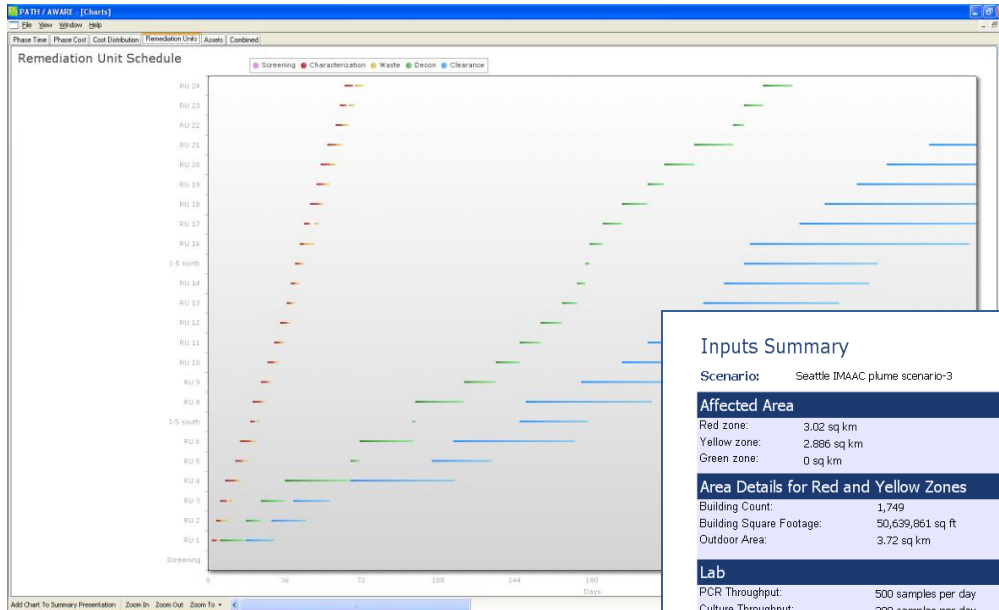 PATH / AWARE - [Charts]
File View Window Help
Phase Time Phase Cost Cost Distribution Remediation Units Assets Combined
Remediation Unit Schedule
Screening Characterization Waste Decon Clearance
RU 24
RU 23
RU 22
RU 21
RU 20
RU 19
RU 18
RU 17
RU 16
I-5 north
RU 14
RU 13
RU 12
RU 11
RU 10
RU 9
RU 8
I-5 south
RU 6
RU 5
RU 4
RU 3
RU 2
RU 1
Screening
0 36 72 108 144 180
Days
Add Chart To Summary Presentation Zoom In Zoom Out Zoom To
Inputs Summary
Scenario: Seattle IMAAC plume scenario-3
Affected Area
Red zone: 3.02 sq km
Yellow zone: 2.886 sq km
Green zone: 0 sq km
Area Details for Red and Yellow Zones
Building Count: 1,749
Building Square Footage: 50,639,861 sq ft
Outdoor Area: 3.72 sq km
Lab
PCR Throughput: 500 samples per day
Culture Throughput: samples per day